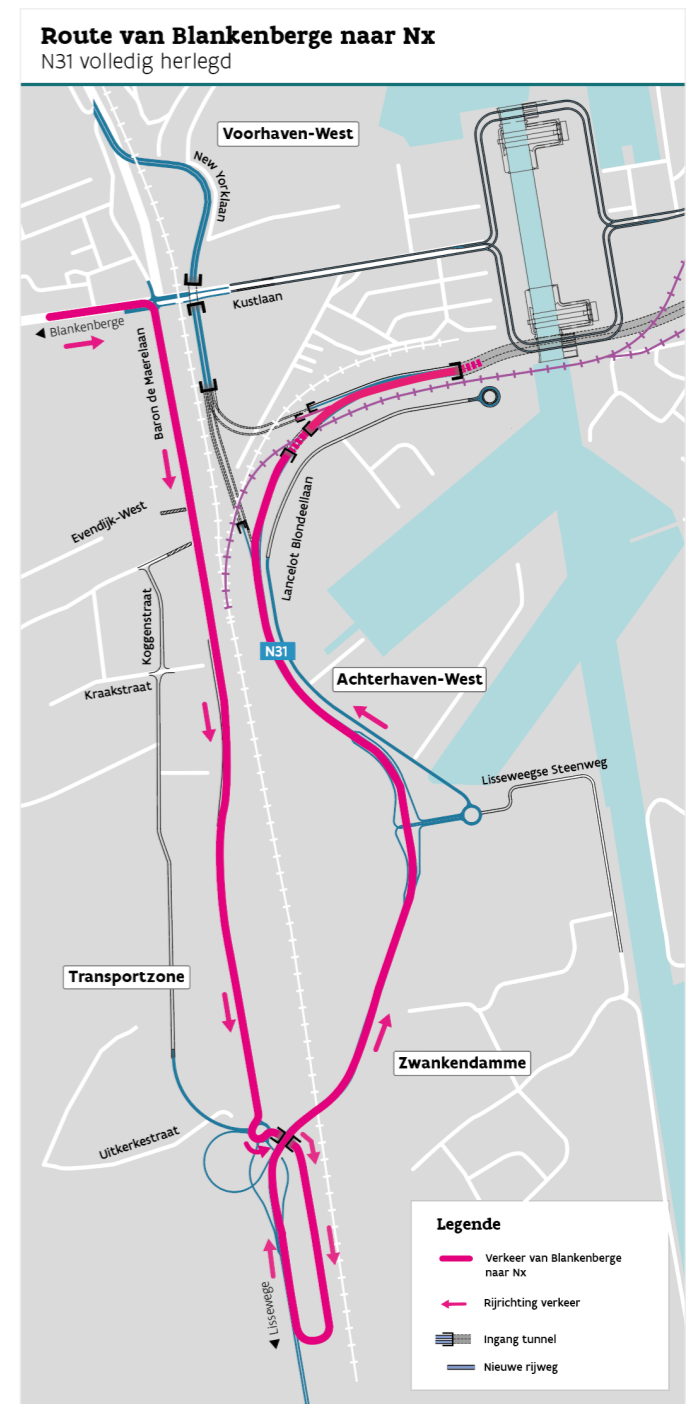 Route van Blankenberge naar Nx
N31 volledig herlegd
Voorhaven-West
New Yorklaan
Kustlaan
Blankenberge
Baron de Maerelaan
Evendijk-West
Lancelot Blondeellaan
Koggenstraat
N31
Kraakstraat
Achterhaven-West
Lisseweegse Steenweg
Transportzone
Zwankendamme
Uitkerkestraat
Lissewege
Legende
Verkeer van Blankenberge
naar Nx
Rijrichting verkeer
Ingang tunnel
Nieuwe rijweg